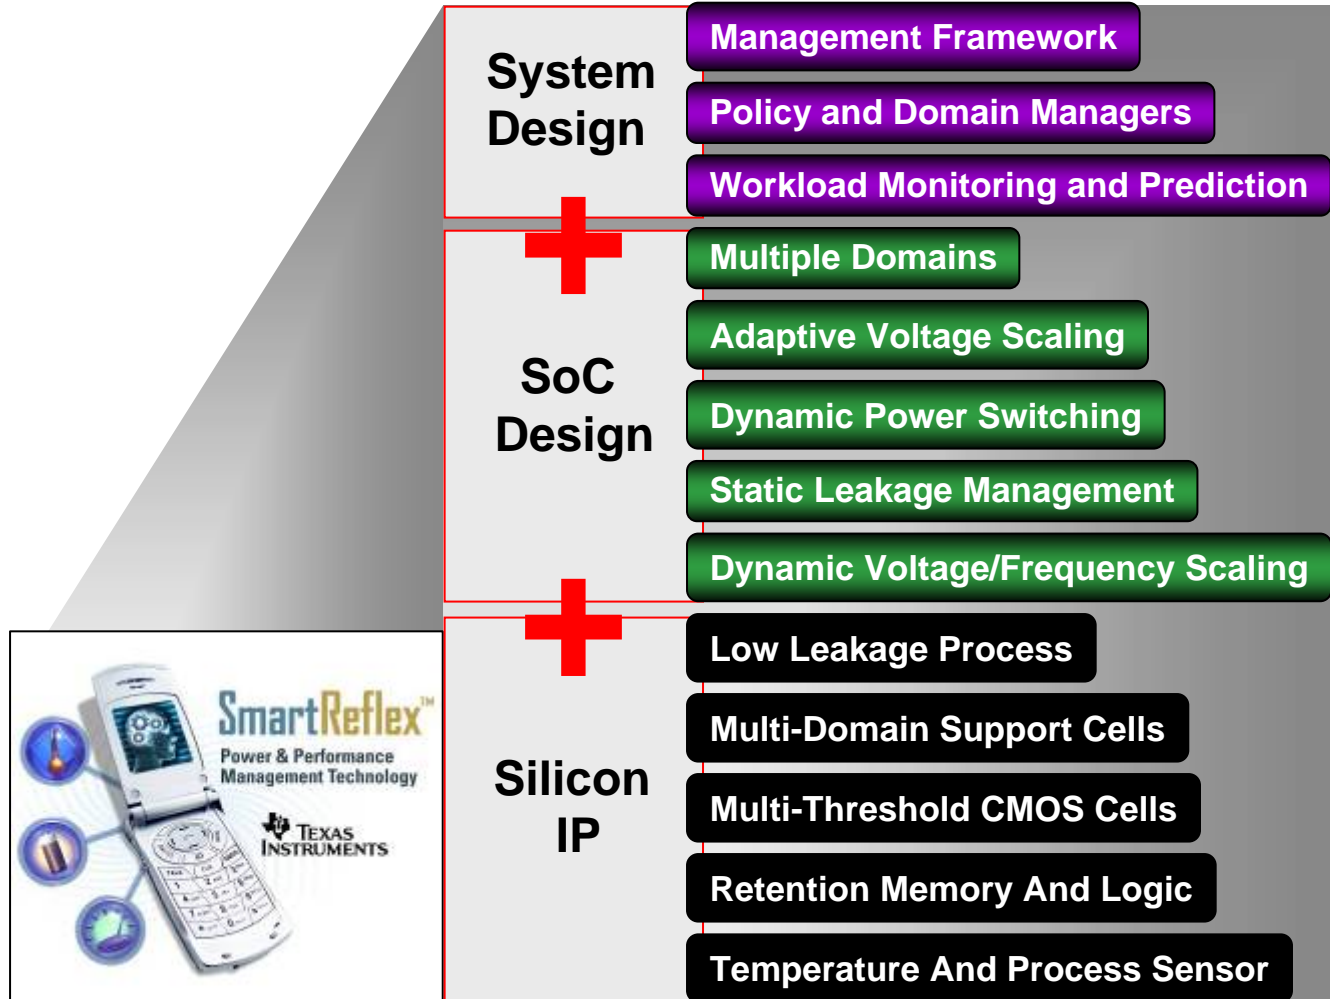 System
Design
Management Framework
Policy and Domain Managers
Workload Monitoring and Prediction
SoC
Design
Multiple Domains
Adaptive Voltage Scaling
Dynamic Power Switching
Static Leakage Management
Dynamic Voltage/Frequency Scaling
Silicon
IP
Low Leakage Process
Multi-Domain Support Cells
Multi-Threshold CMOS Cells
Retention Memory And Logic
Temperature And Process Sensor
SmartReflex™
Power & Performance
Management Technology
TEXAS
INSTRUMENTS